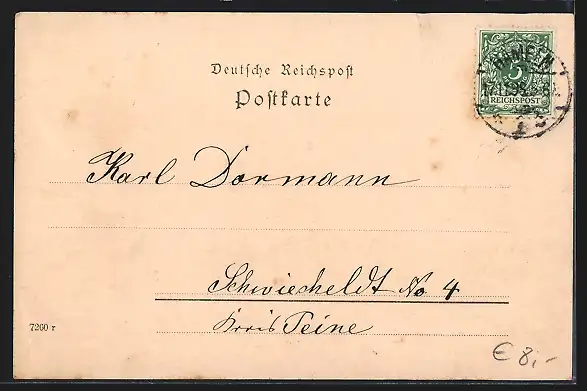 Deutsche Reichspost
Postkarte
5
REICHSPOST
Karl Dormann
Schwicheldt No 4
Kreis Peine
7260 r
€ 8,-